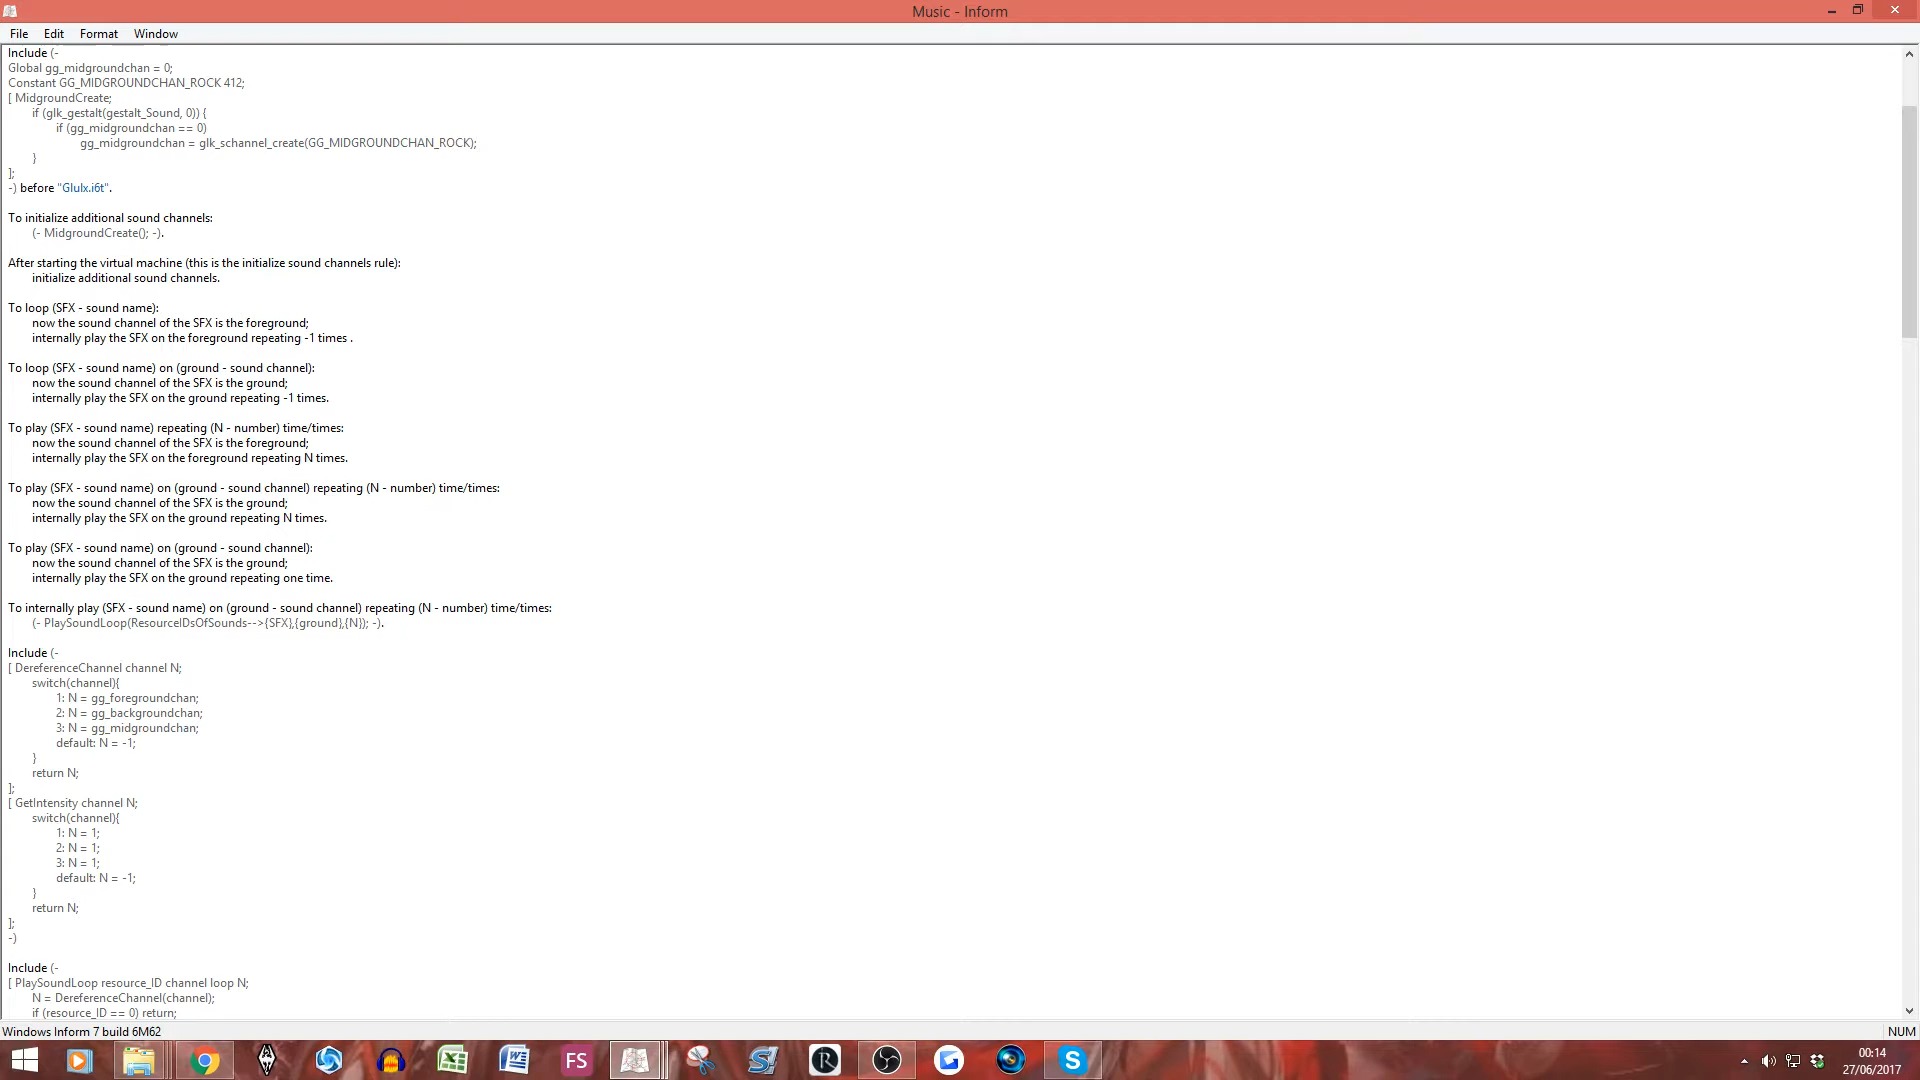 Music - Inform
File Edit Format Window
Include (-
Global gg_midgroundchan = 0;
Constant GG_MIDGROUNDCHAN_ROCK 412;
[ MidgroundCreate;
if (glk_gestalt(gestalt_Sound, 0)) {
if (gg_midgroundchan == 0)
gg_midgroundchan = glk_schannel_create(GG_MIDGROUNDCHAN_ROCK);
}
];
-) before "Glulx.i6t".
To initialize additional sound channels:
(- MidgroundCreate(); -).
After starting the virtual machine (this is the initialize sound channels rule):
initialize additional sound channels.
To loop (SFX - sound name):
now the sound channel of the SFX is the foreground;
internally play the SFX on the foreground repeating -1 times .
To loop (SFX - sound name) on (ground - sound channel):
now the sound channel of the SFX is the ground;
internally play the SFX on the ground repeating -1 times.
To play (SFX - sound name) repeating (N - number) time/times:
now the sound channel of the SFX is the foreground;
internally play the SFX on the foreground repeating N times.
To play (SFX - sound name) on (ground - sound channel) repeating (N - number) time/times:
now the sound channel of the SFX is the ground;
internally play the SFX on the ground repeating N times.
To play (SFX - sound name) on (ground - sound channel):
now the sound channel of the SFX is the ground;
internally play the SFX on the ground repeating one time.
To internally play (SFX - sound name) on (ground - sound channel) repeating (N - number) time/times:
(- PlaySoundLoop(ResourceIDsOfSounds-->{SFX},{ground},{N}); -).
Include (-
[ DereferenceChannel channel N;
switch(channel){
1: N = gg_foregroundchan;
2: N = gg_backgroundchan;
3: N = gg_midgroundchan;
default: N = -1;
}
return N;
];
[ GetIntensity channel N;
switch(channel){
1: N = 1;
2: N = 1;
3: N = 1;
default: N = -1;
}
return N;
];
-)
Include (-
[ PlaySoundLoop resource_ID channel loop N;
N = DereferenceChannel(channel);
if (resource_ID == 0) return;
Windows Inform 7 build 6M62
NUM
FS
R
S
00:14
27/06/2017